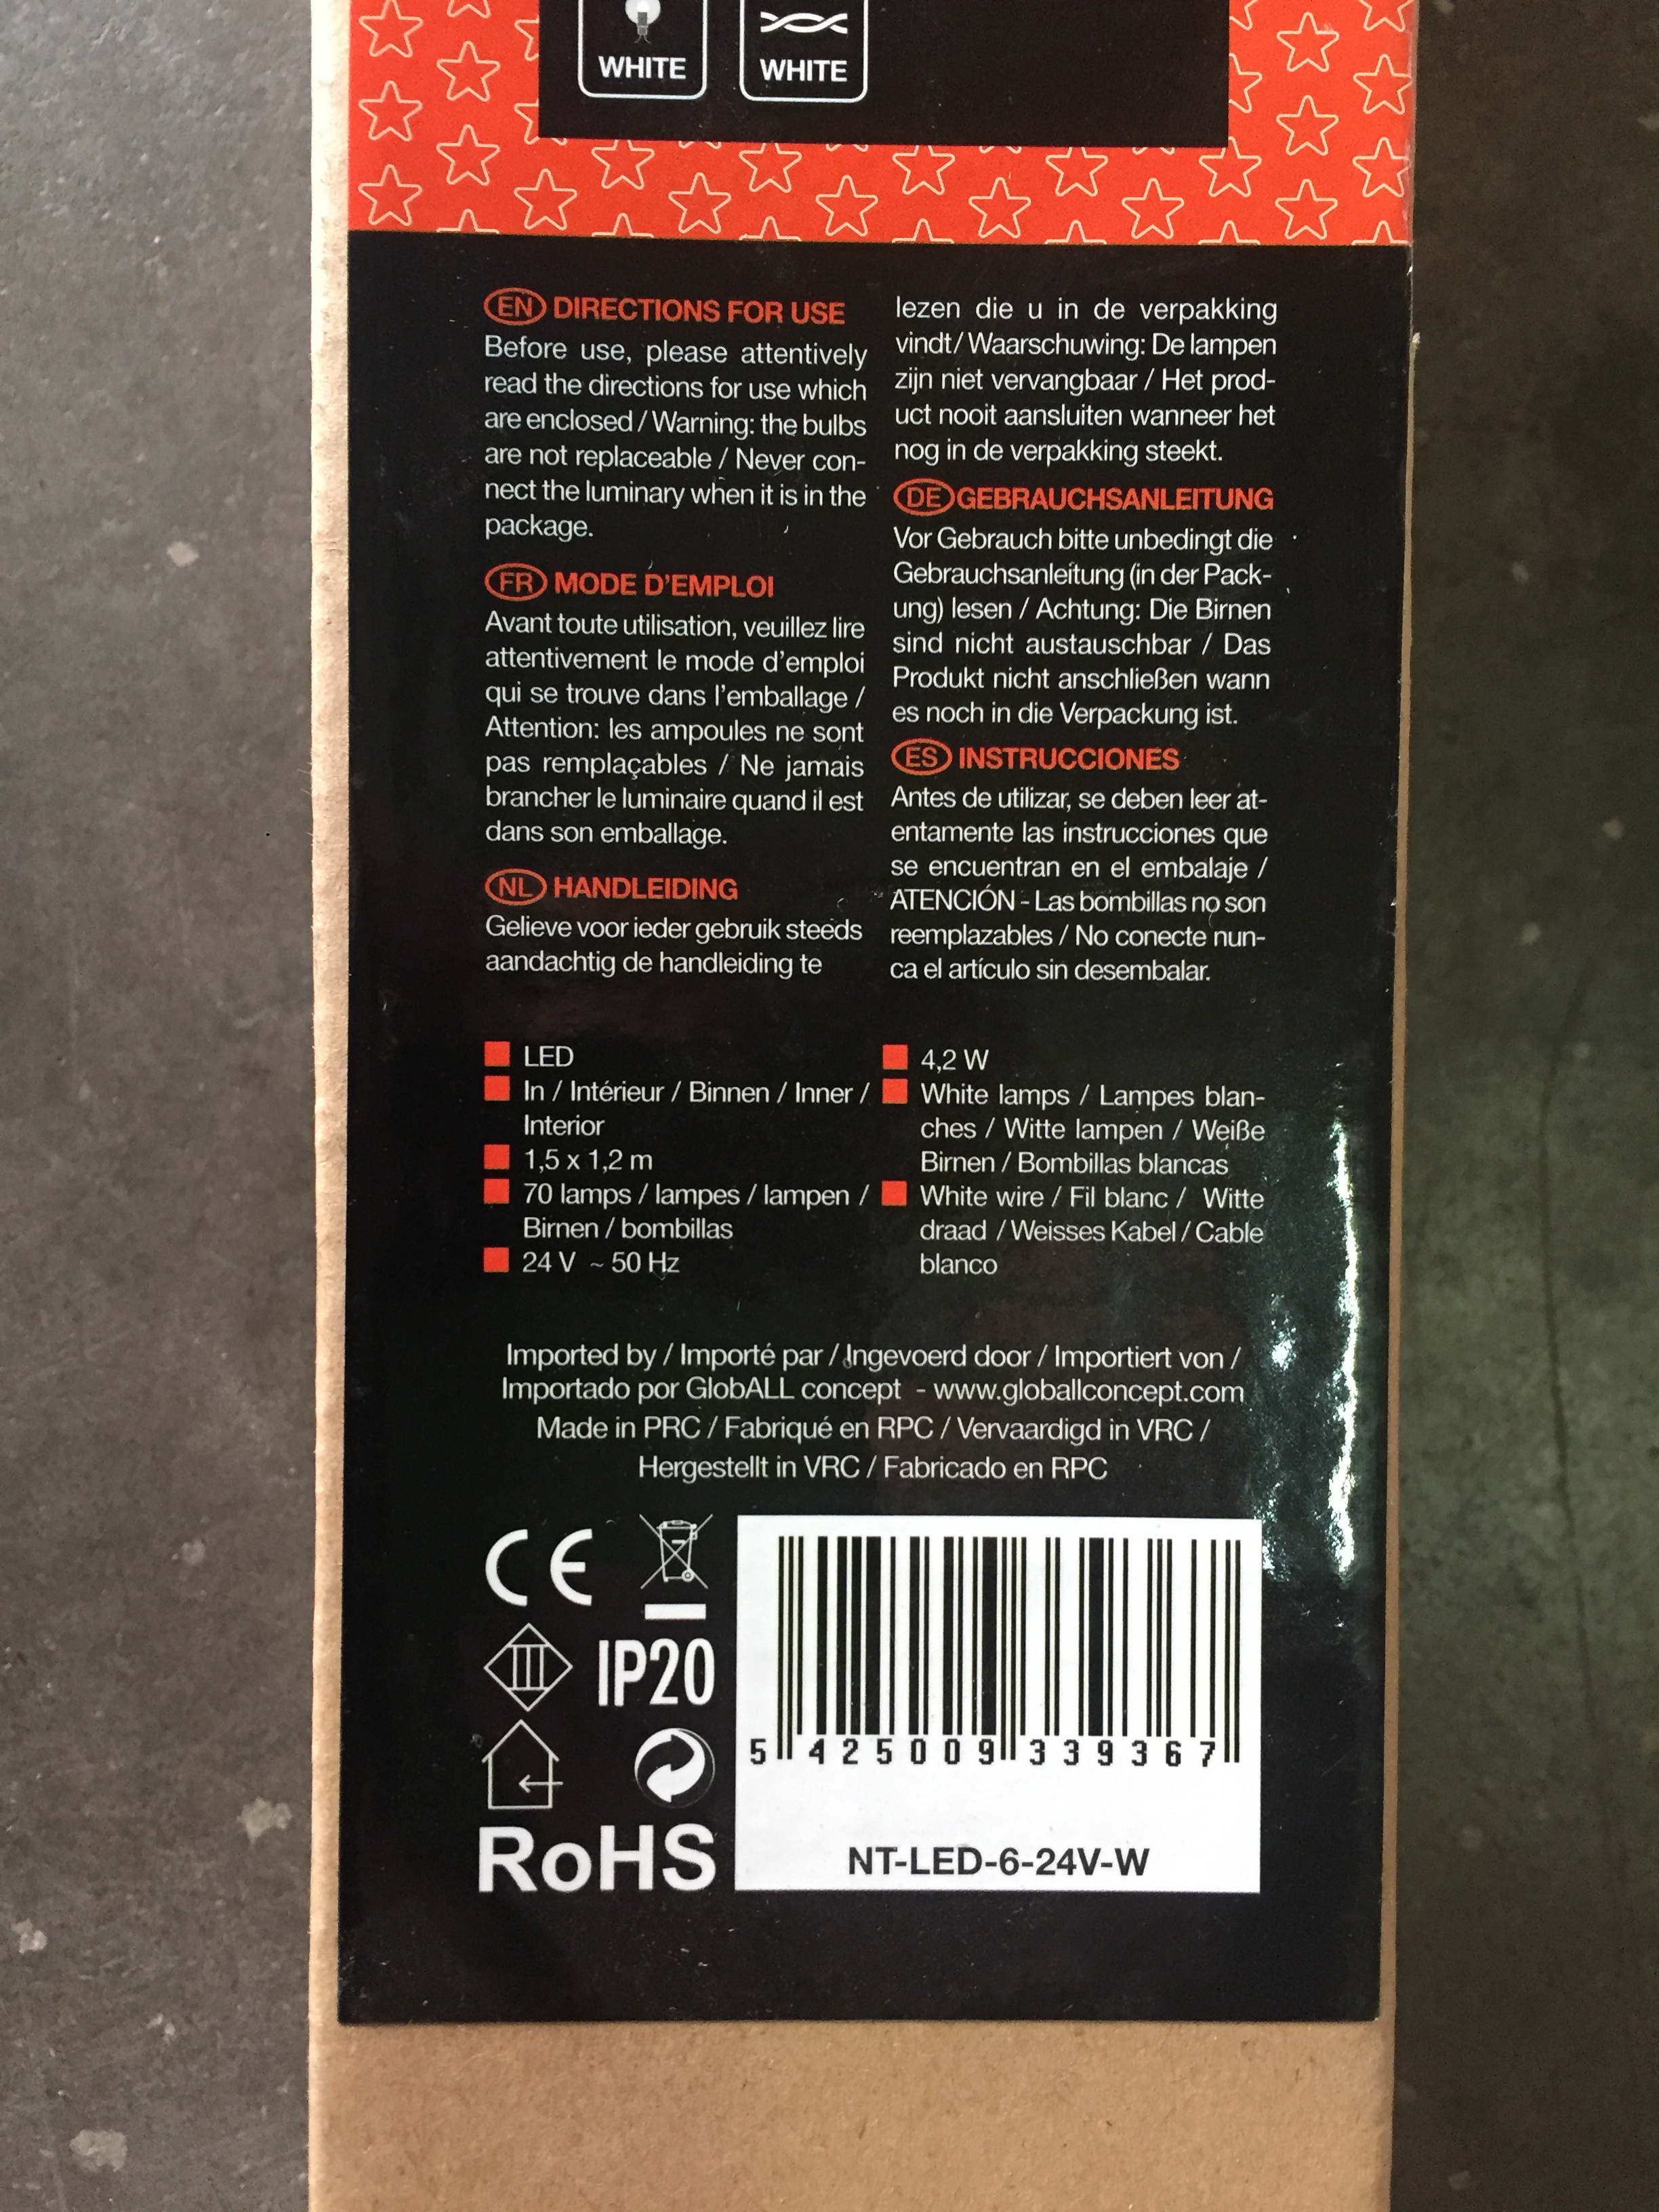 WHITE
WHITE
EN DIRECTIONS FOR USE
Before use, please attentively
read the directions for use which
are enclosed / Warning: the bulbs
are not replaceable / Never con-
nect the luminary when it is in the
package.
FR MODE D'EMPLOI
Avant toute utilisation, veuillez lire
attentivement le mode d'emploi
qui se trouve dans l'emballage /
Attention: les ampoules ne sont
pas remplaçables / Ne jamais
brancher le luminaire quand il est
dans son emballage.
NL HANDLEIDING
Gelieve voor ieder gebruik steeds
aandachtig de handleiding te
lezen die u in de verpakking
vindt/ Waarschuwing: De lampen
zijn niet vervangbaar / Het prod-
uct nooit aansluiten wanneer het
nog in de verpakking steekt.
DE GEBRAUCHSANLEITUNG
Vor Gebrauch bitte unbedingt die
Gebrauchsanleitung (in der Pack-
ung) lesen / Achtung: Die Birnen
sind nicht austauschbar / Das
Produkt nicht anschließen wann
es noch in die Verpackung ist.
ES INSTRUCCIONES
Antes de utilizar, se deben leer at-
entamente las instrucciones que
se encuentran en el embalaje /
ATENCIÓN - Las bombillas no son
reemplazables / No conecte nun-
ca el artículo sin desembalar.
LED
In / Intérieur / Binnen / Inner /
Interior
1,5 x 1,2 m
70 lamps / lampes / lampen /
Birnen / bombillas
24 V ~ 50 Hz
4,2 W
White lamps / Lampes blan-
ches / Witte lampen / Weiße
Birnen / Bombillas blancas
White wire / Fil blanc / Witte
draad / Weisses Kabel / Cable
blanco
Imported by / Importé par / Ingevoerd door / Importiert von /
Importado por GlobALL concept - www.globallconcept.com
Made in PRC / Fabriqué en RPC / Vervaardigd in VRC /
Hergestellt in VRC / Fabricado en RPC
CE
III IP20
RoHS
5 425009 339367
NT-LED-6-24V-W